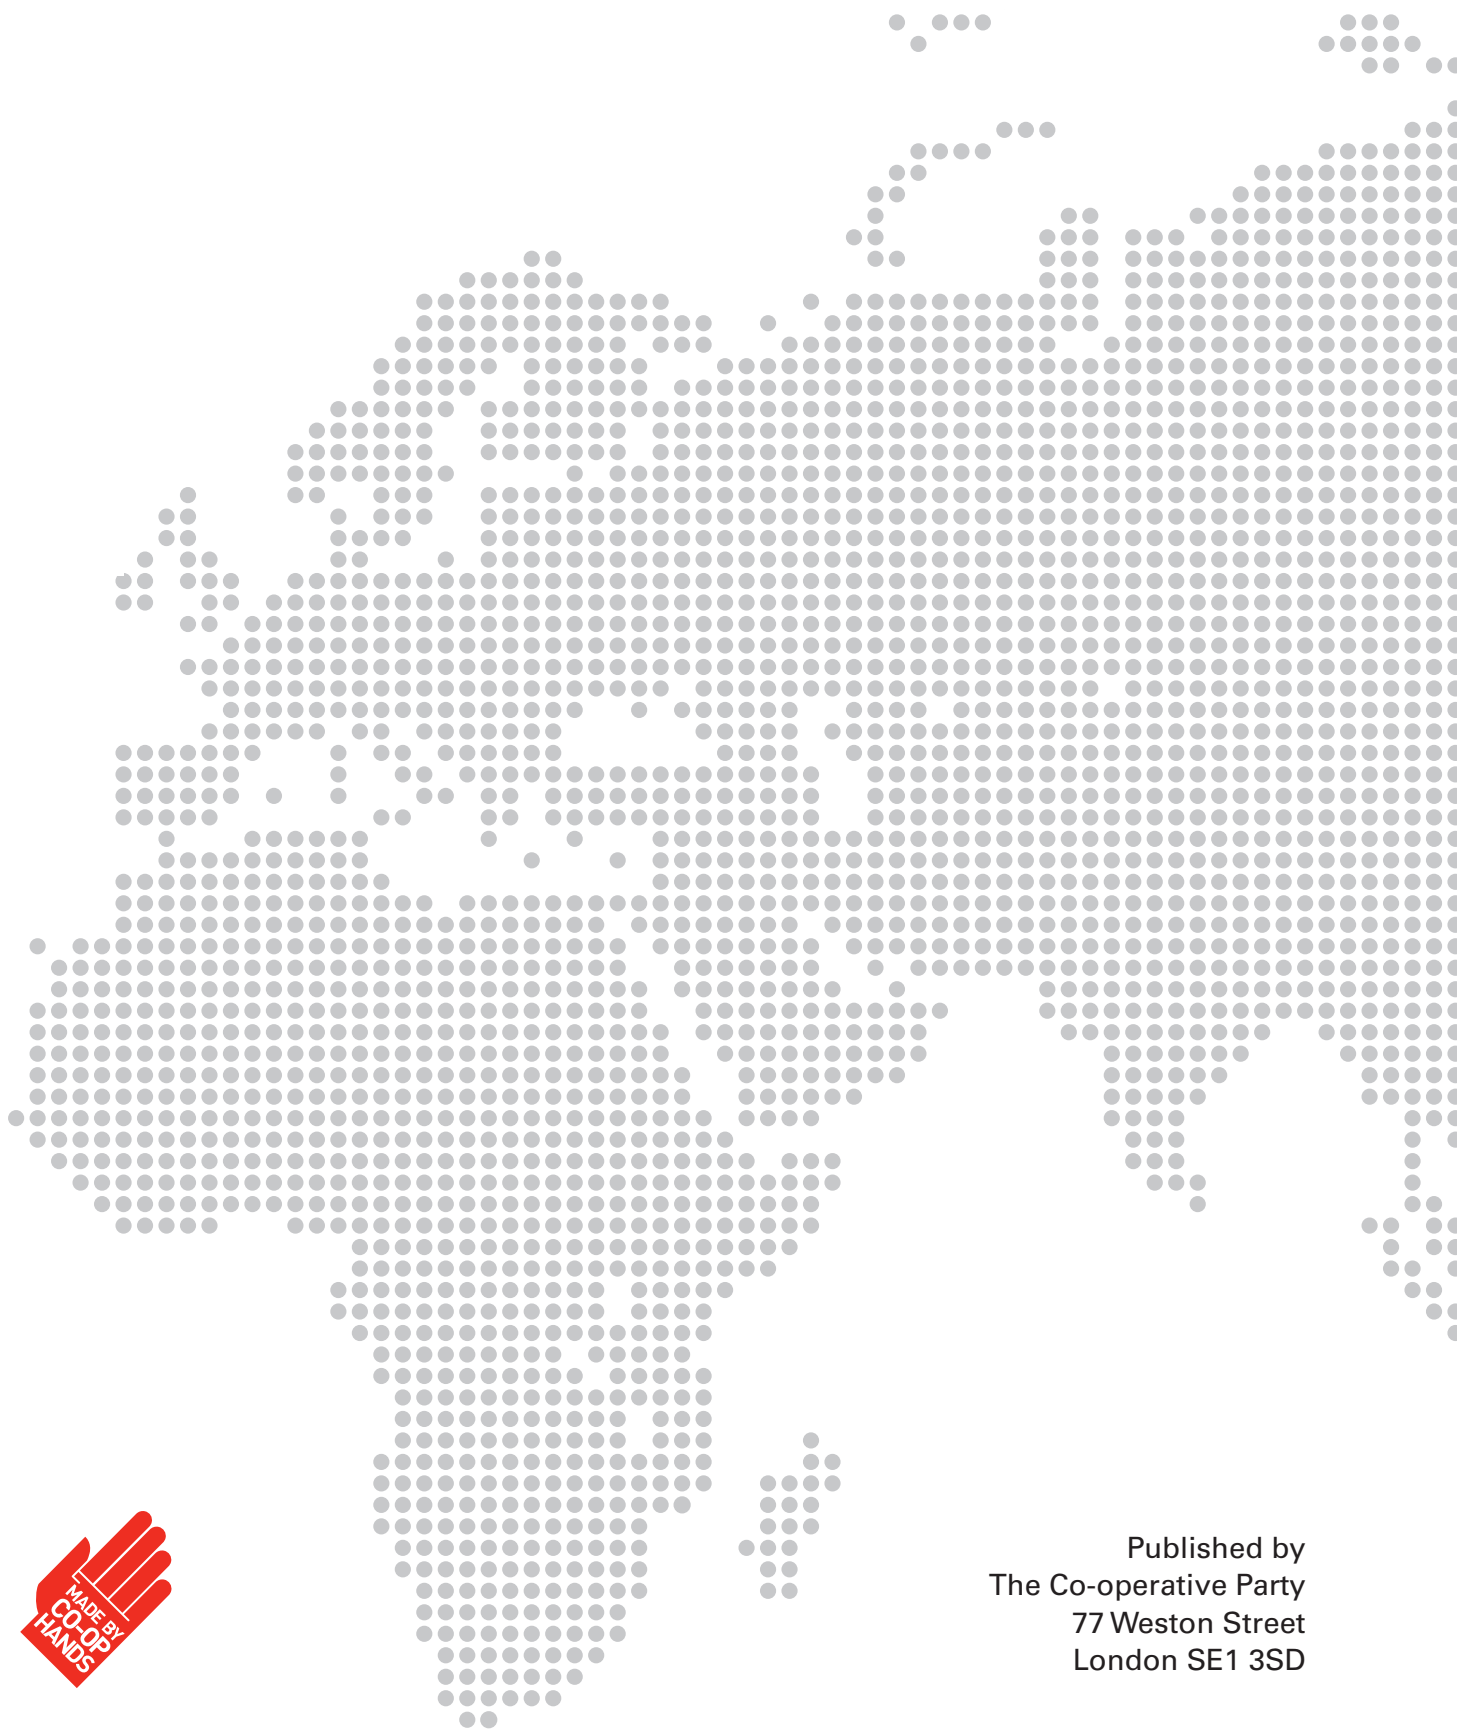 MADE BY
CO-OP
HANDS
Published by
The Co-operative Party
77 Weston Street
London SE1 3SD